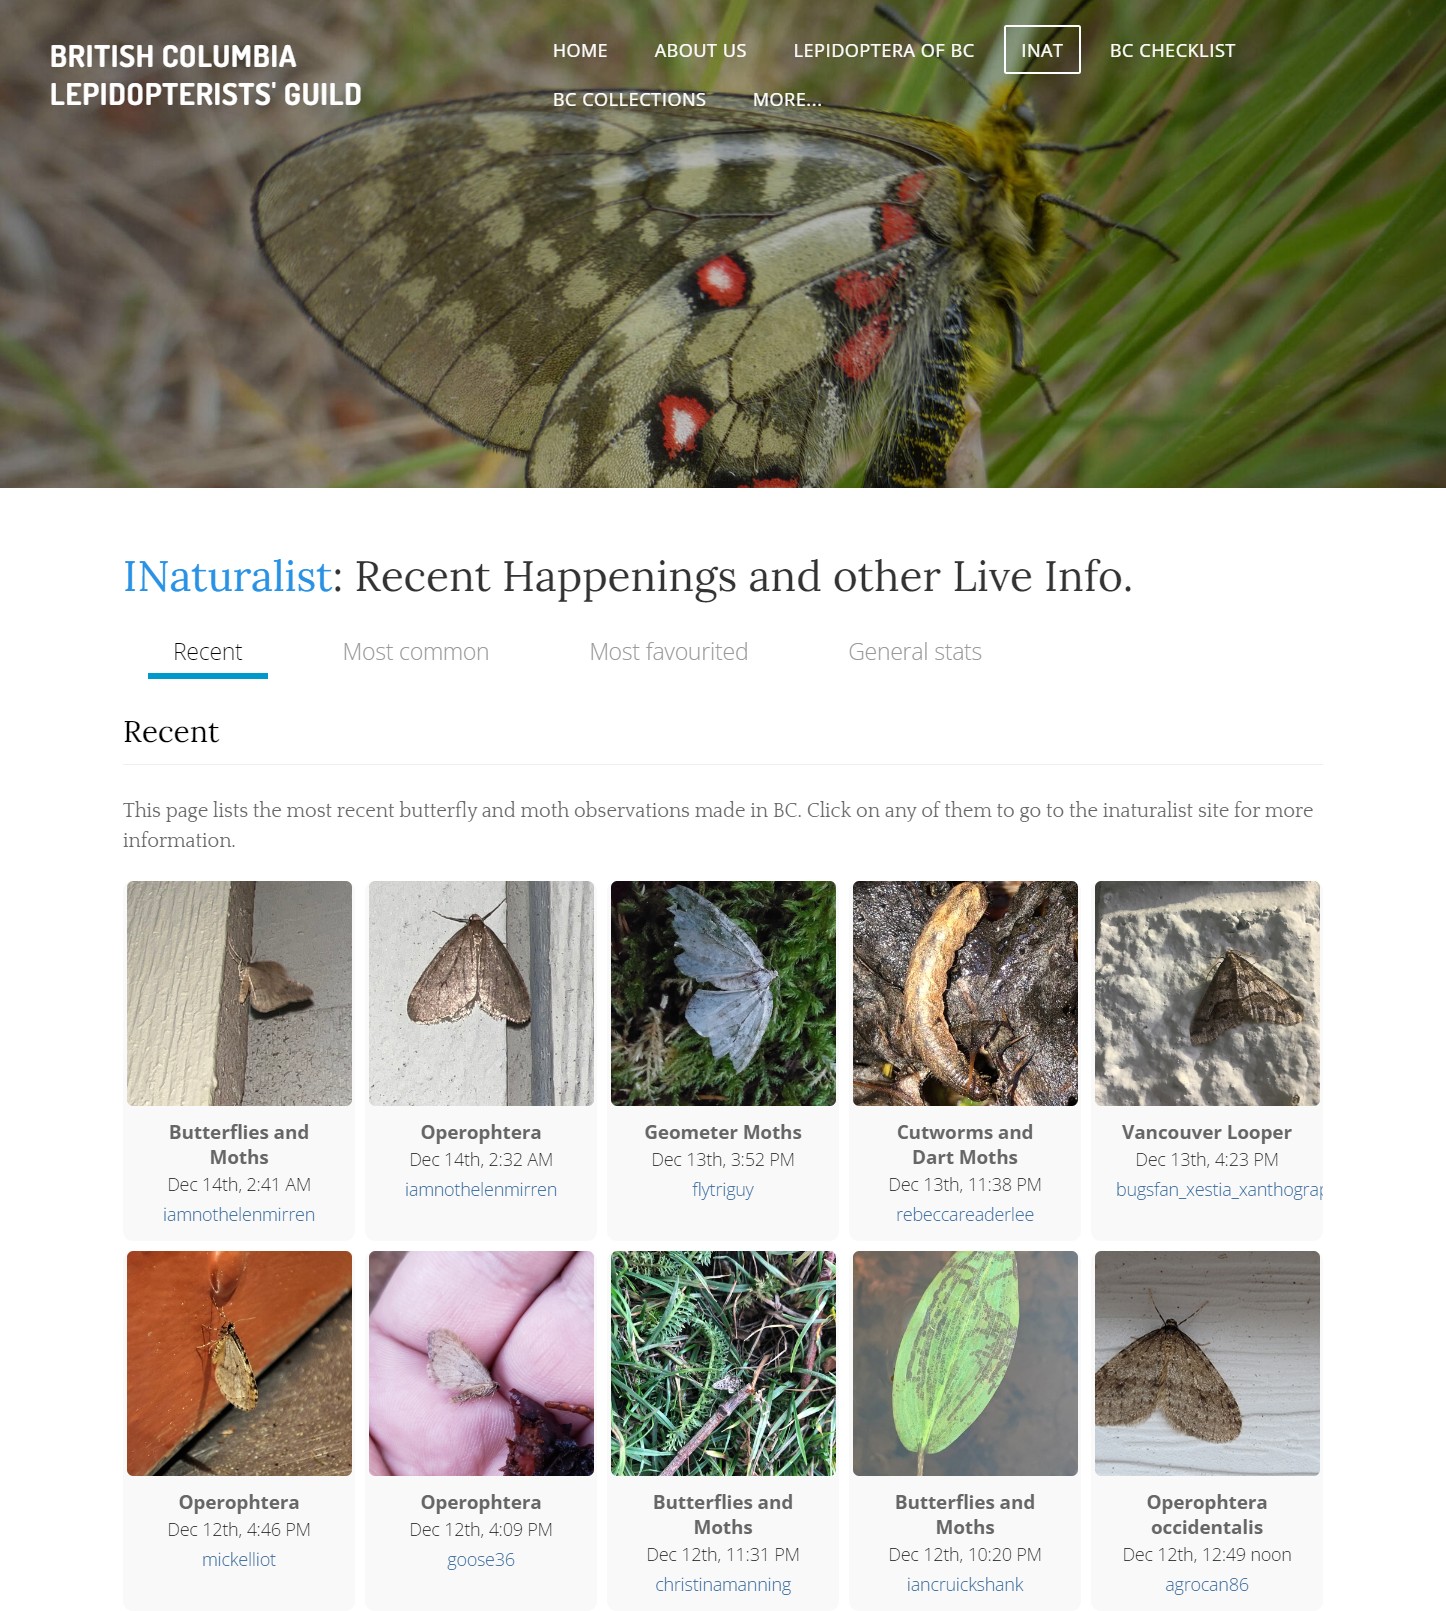 BRITISH COLUMBIA
LEPIDOPTERISTS' GUILD
HOME ABOUT US LEPIDOPTERA OF BC INAT BC CHECKLIST
BC COLLECTIONS MORE...
INaturalist: Recent Happenings and other Live Info.
Recent Most common Most favourited General stats
Recent
This page lists the most recent butterfly and moth observations made in BC. Click on any of them to go to the inaturalist site for more
information.
Butterflies and
Moths
Dec 14th, 2:41 AM
iamnothelenmirren
Operophtera
Dec 14th, 2:32 AM
iamnothelenmirren
Geometer Moths
Dec 13th, 3:52 PM
flytriguy
Cutworms and
Dart Moths
Dec 13th, 11:38 PM
rebeccareaderlee
Vancouver Looper
Dec 13th, 4:23 PM
bugsfan_xestia_xanthograp
Operophtera
Dec 12th, 4:46 PM
mickelliot
Operophtera
Dec 12th, 4:09 PM
goose36
Butterflies and
Moths
Dec 12th, 11:31 PM
christinamanning
Butterflies and
Moths
Dec 12th, 10:20 PM
iancruickshank
Operophtera
occidentalis
Dec 12th, 12:49 noon
agrocan86